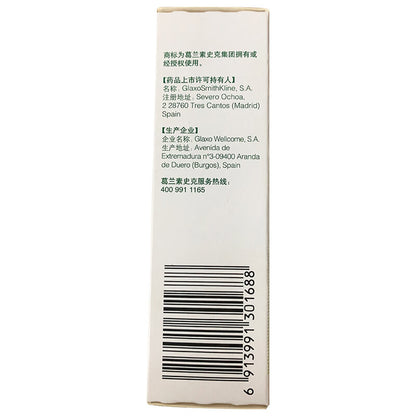 商标为葛兰素史克集团拥有或
经授权使用。
【药品上市许可持有人】
名称：GlaxoSmithKline, S.A.
注册地址：Severo Ochoa,
2 28760 Tres Cantos (Madrid)
Spain
【生产企业】
企业名称：Glaxo Wellcome, S.A.
生产地址：Avenida de
Extremadura n°3-09400 Aranda
de Duero (Burgos), Spain
葛兰素史克服务热线：
400 991 1165
6 913991 301688